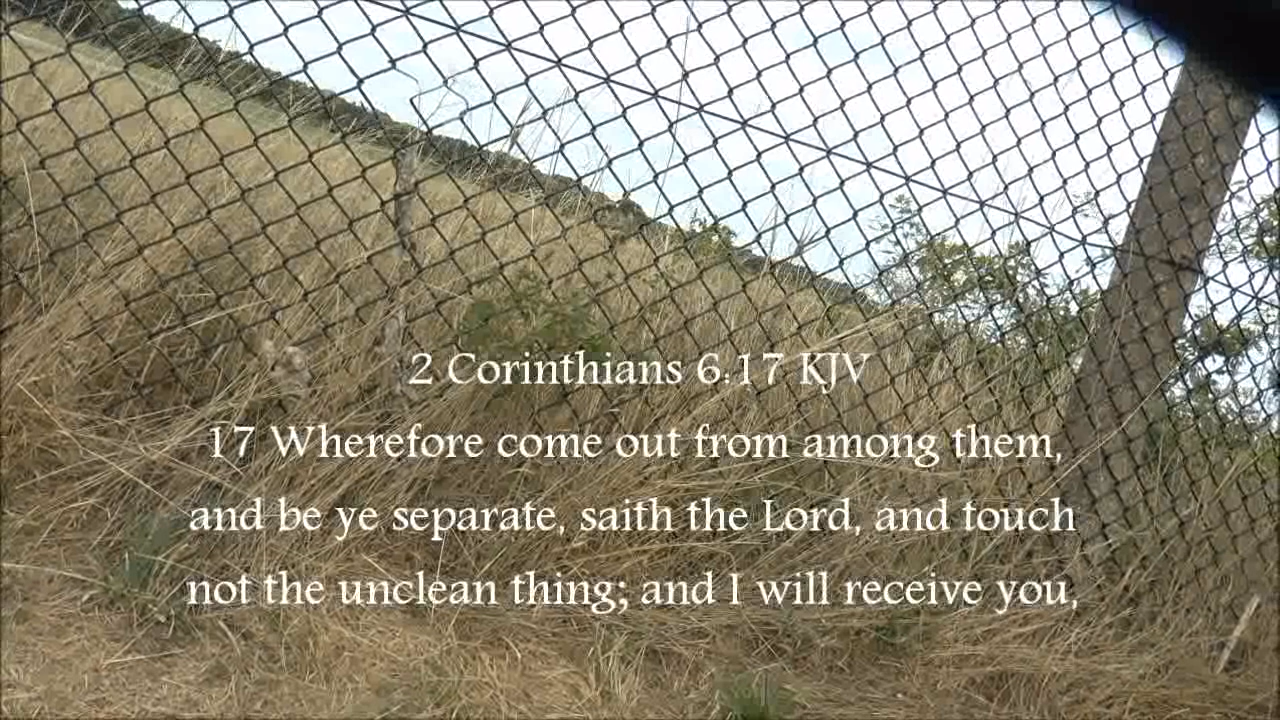 2 Corinthians 6:17 KJV
17 Wherefore come out from among them,
and be ye separate, saith the Lord, and touch
not the unclean thing; and I will receive you,